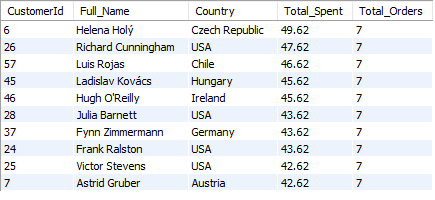 CustomerId Full_Name Country Total_Spent Total_Orders
6 Helena Holý Czech Republic 49.62 7
26 Richard Cunningham USA 47.62 7
57 Luis Rojas Chile 46.62 7
45 Ladislav Kovács Hungary 45.62 7
46 Hugh O'Reilly Ireland 45.62 7
28 Julia Barnett USA 43.62 7
37 Fynn Zimmermann Germany 43.62 7
24 Frank Ralston USA 43.62 7
25 Victor Stevens USA 42.62 7
7 Astrid Gruber Austria 42.62 7